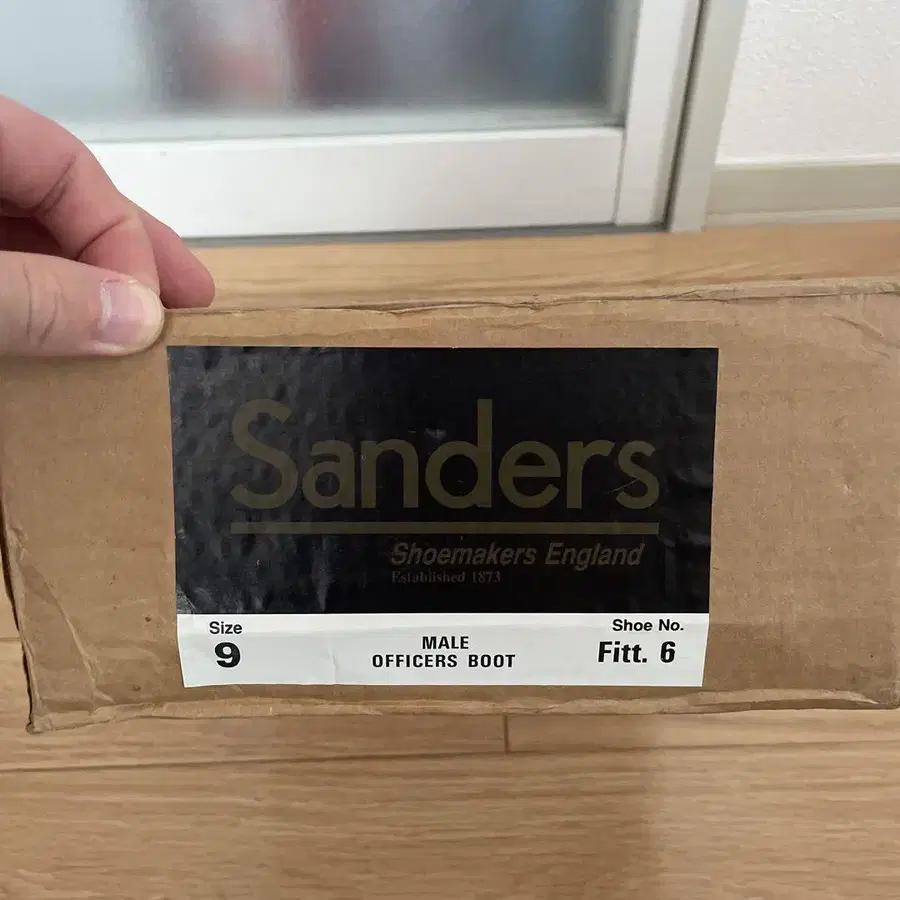 Sanders
Shoemakers England
Established 1873
Size
9
MALE
OFFICERS BOOT
Shoe No.
Fitt. 6